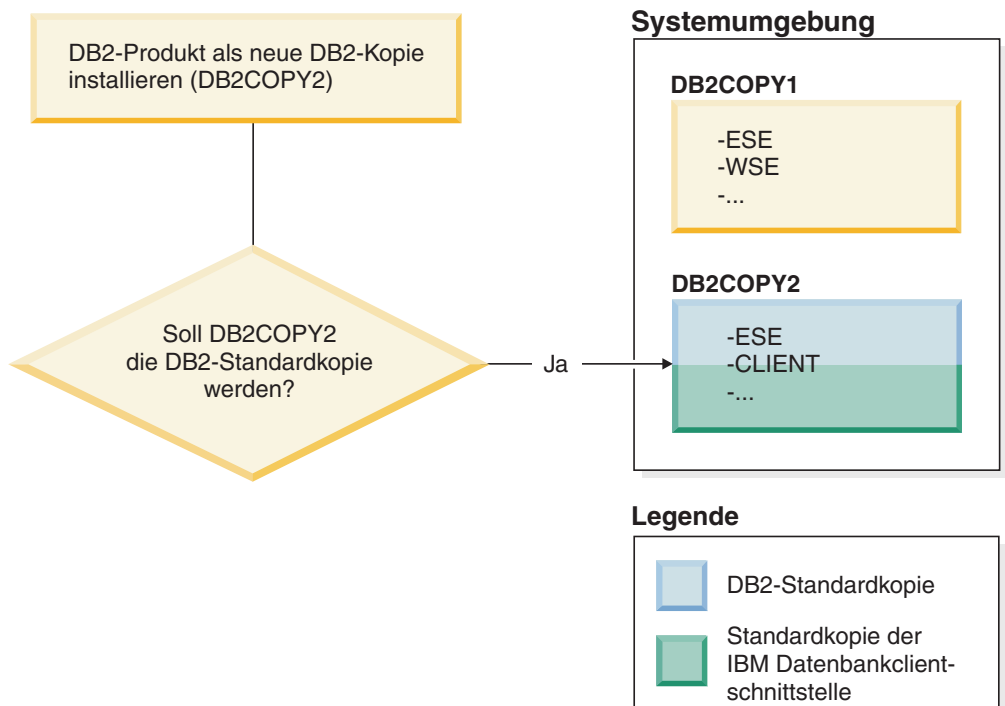 DB2-Produkt als neue DB2-Kopie
installieren (DB2COPY2)
Soll DB2COPY2
die DB2-Standardkopie
werden?
Ja
Systemumgebung
DB2COPY1
-ESE
-WSE
-...
DB2COPY2
-ESE
-CLIENT
-...
Legende
DB2-Standardkopie
Standardkopie der
IBM Datenbankclient-
schnittstelle